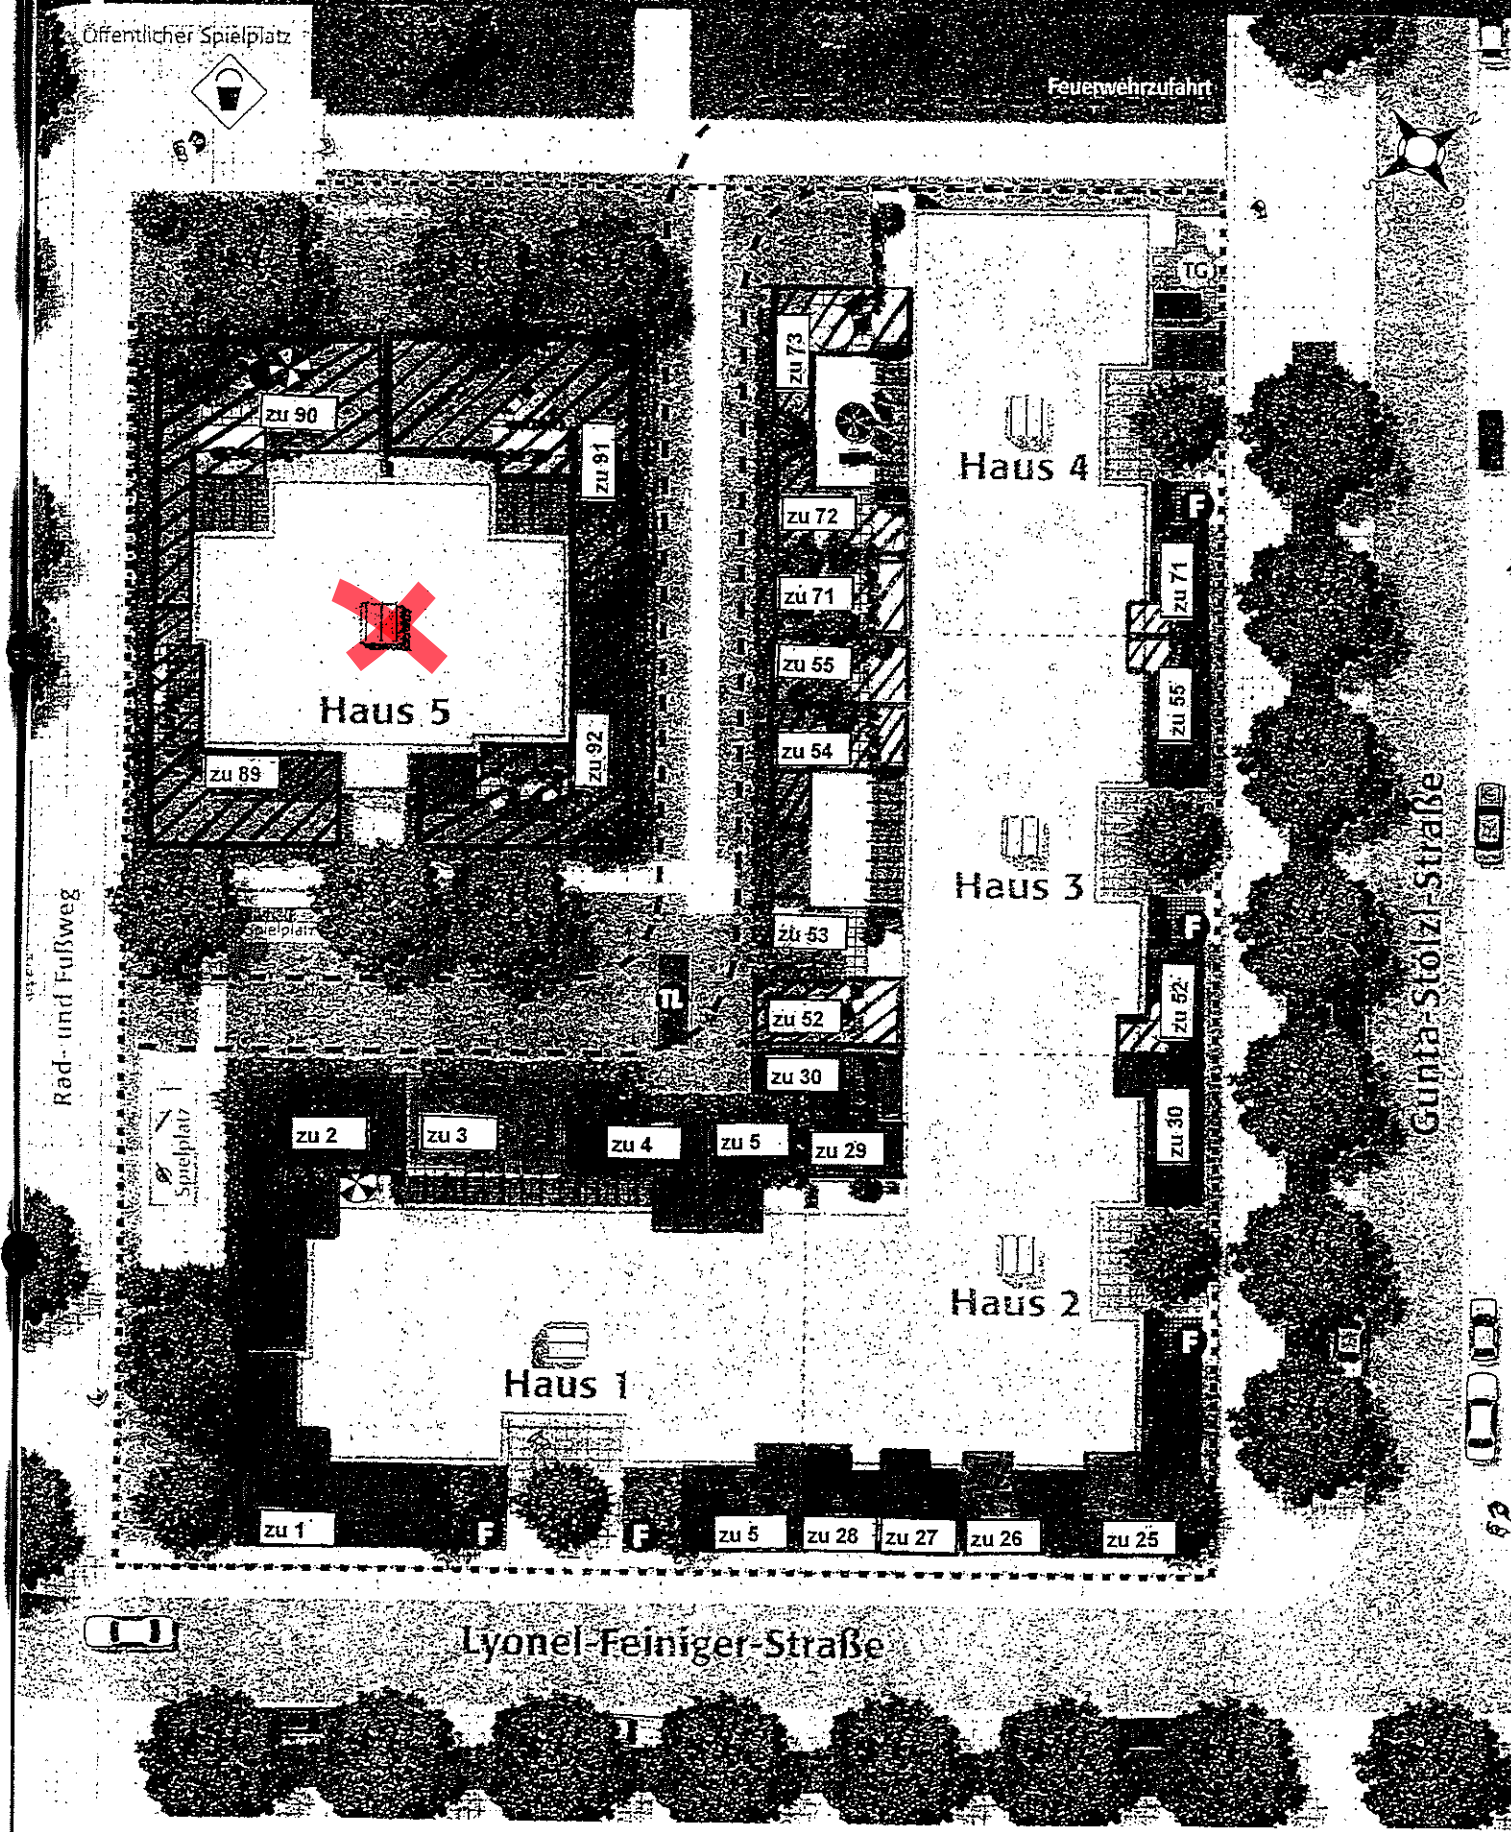 Öffentlicher Spielplatz
Feuerwehrzufahrt
TG
zu 73
zu 90
zu 91
Haus 4
F
zu 72
zu 71
zu 71
zu 55
zu 55
Haus 5
zu 54
zu 92
zu 89
Haus 3
Spielplatz
zu 53
F
Rad- und Fußweg
Gunta-Stölzl-Straße
TL
zu 52
zu 52
zu 30
zu 30
Spielplatz
zu 2
zu 3
zu 4
zu 5
zu 29
Haus 2
F
Haus 1
zu 1
F
F
zu 5
zu 28
zu 27
zu 26
zu 25
Lyonel-Feiniger-Straße